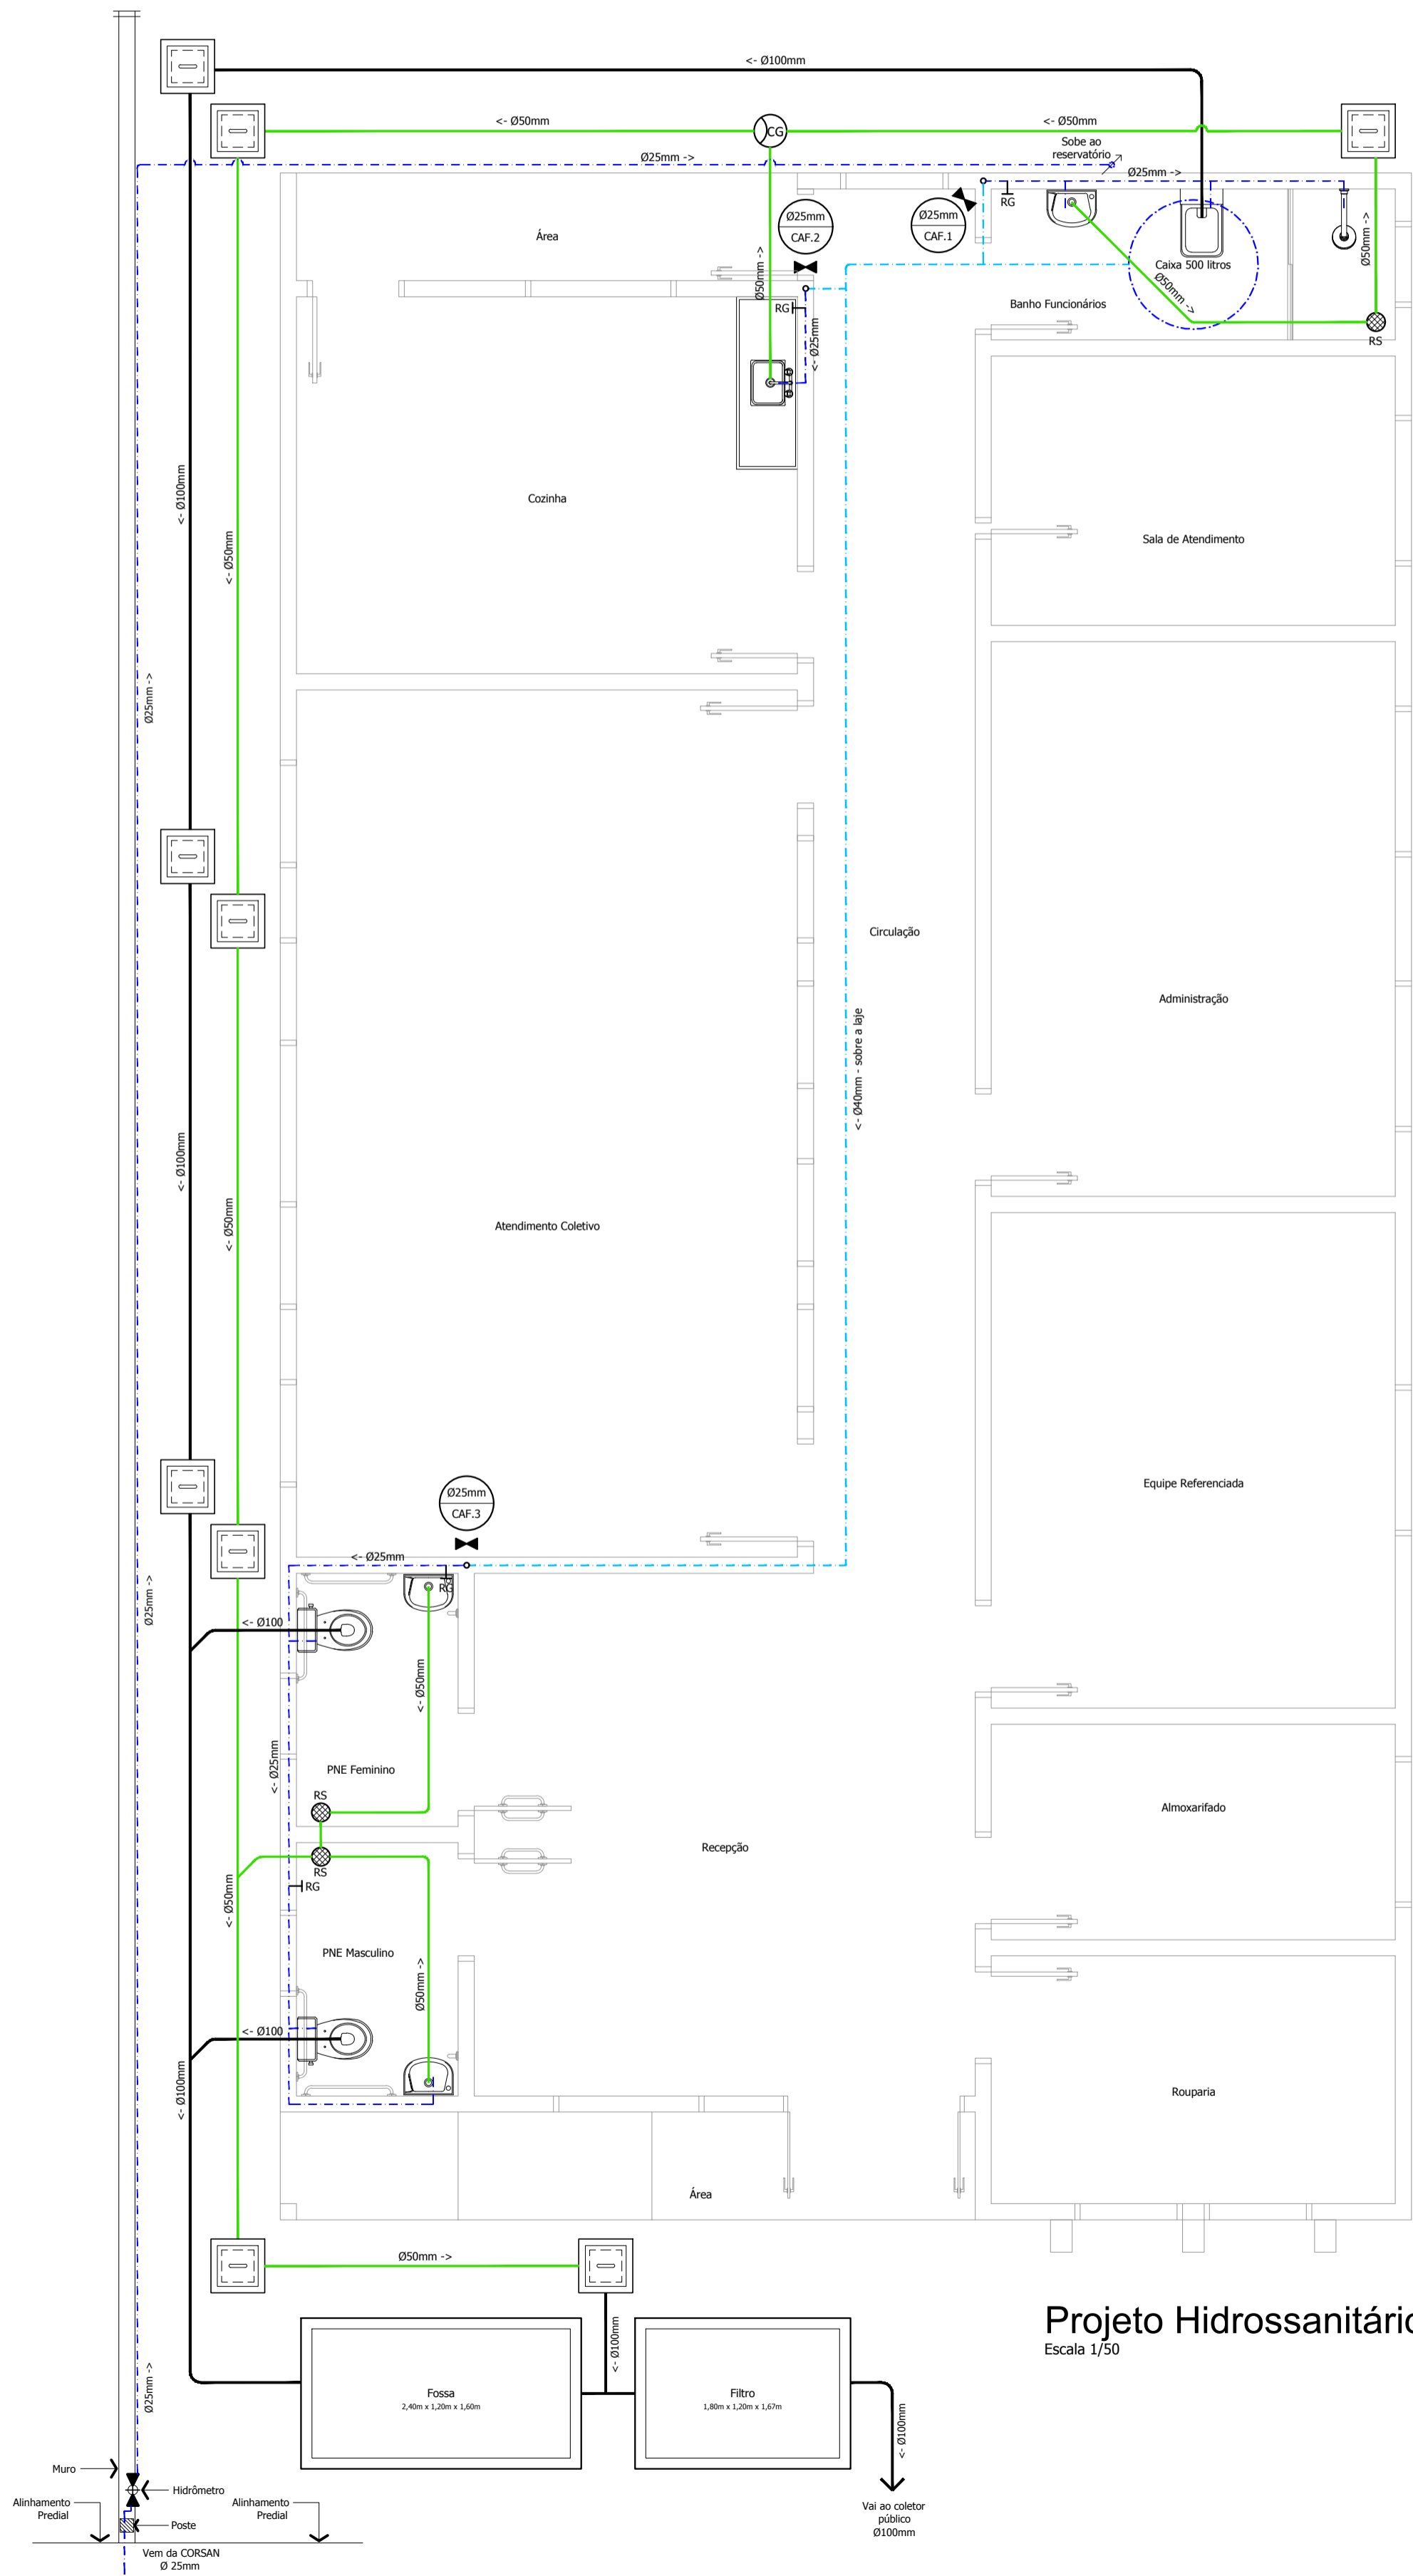 <- Ø100mm
<- Ø50mm
CG
<- Ø50mm
Sobe ao
reservatório
Ø25mm ->
Ø25mm ->
RG
Ø25mm
CAF.2
Ø25mm
CAF.1
Área
Ø50mm ->
Ø50mm ->
Caixa 500 litros
Ø50mm ->
Banho Funcionários
RG
<- Ø25mm
RS
<- Ø100mm
Cozinha
<- Ø50mm
Sala de Atendimento
Ø25mm ->
Circulação
Administração
<- Ø40mm - sobre a laje
<- Ø100mm
<- Ø50mm
Atendimento Coletivo
Equipe Referenciada
Ø25mm
CAF.3
<- Ø25mm
RG
Ø25mm ->
<- Ø100
<- Ø50mm
<- Ø25mm
PNE Feminino
RS
RS
RG
Almoxarifado
Recepção
<- Ø50mm
PNE Masculino
Ø50mm ->
<- Ø100
<- Ø100mm
Rouparia
Área
Ø50mm ->
<- Ø100mm
Projeto Hidrossanitári
Escala 1/50
Ø25mm ->
Fossa
2,40m x 1,20m x 1,60m
Filtro
1,80m x 1,20m x 1,67m
<- Ø100mm
Muro
Hidrômetro
Alinhamento
Predial
Alinhamento
Predial
Poste
Vai ao coletor
público
Ø100mm
Vem da CORSAN
Ø 25mm